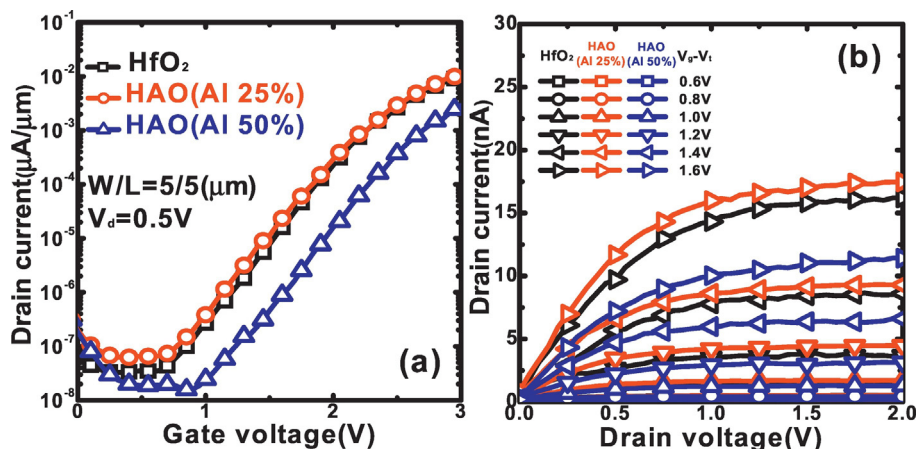 10⁻¹
10⁻²
10⁻³
10⁻⁴
10⁻⁵
10⁻⁶
10⁻⁷
10⁻⁸
Drain current(μA/μm)
HfO₂
HAO(Al 25%)
HAO(Al 50%)
W/L=5/5(μm)
V_d=0.5V
(a)
0 1 2 3
Gate voltage(V)
30
25
20
15
10
5
0
Drain current(nA)
HfO₂ HAO (Al 25%) HAO (Al 50%) V_g-V_t
0.6V
0.8V
1.0V
1.2V
1.4V
1.6V
(b)
0.0 0.5 1.0 1.5 2.0
Drain voltage(V)